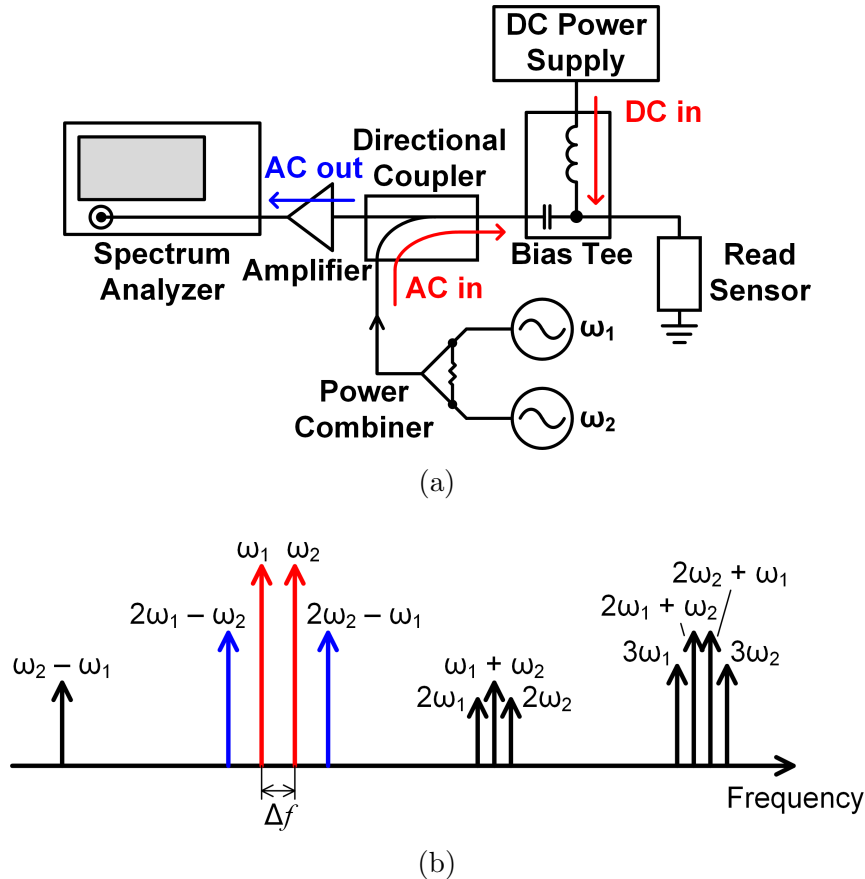 DC Power
Supply
DC in
Directional
Coupler
AC out
Spectrum
Analyzer
Amplifier
AC in
Bias Tee
Read
Sensor
ω1
Power
Combiner
ω2
(a)
ω1
ω2
2ω1 – ω2
2ω2 – ω1
ω2 – ω1
ω1 + ω2
2ω1
2ω2
2ω2 + ω1
2ω1 + ω2
3ω1
3ω2
Δf
Frequency
(b)